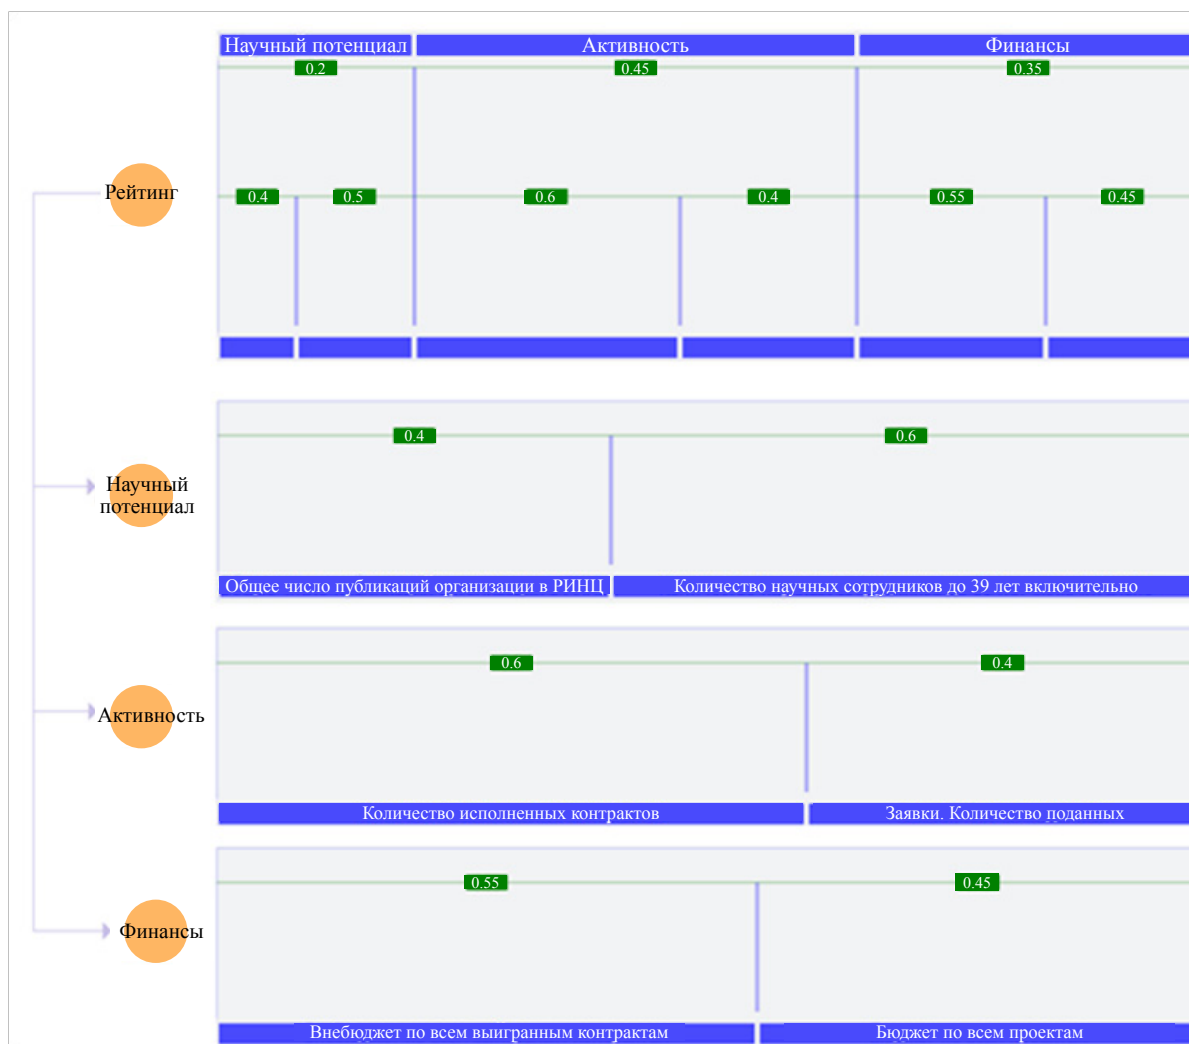 Научный потенциал Активность Финансы
0.2 0.45 0.35
Рейтинг
0.4 0.5 0.6 0.4 0.55 0.45
0.4 0.6
Научный
потенциал
Общее число публикаций организации в РИНЦ Количество научных сотрудников до 39 лет включительно
0.6 0.4
Активность
Количество исполненных контрактов Заявки. Количество поданных
0.55 0.45
Финансы
Внебюджет по всем выигранным контрактам Бюджет по всем проектам